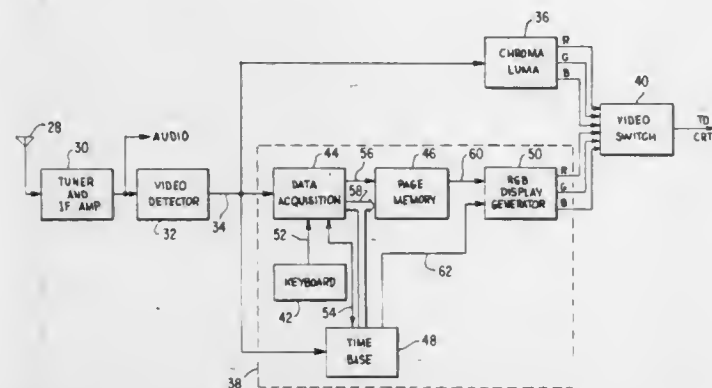 36
R
CHROMA
LUMA
G
B
40
VIDEO
SWITCH
TO
CRT
28
AUDIO
30
TUNER
AND
IF AMP
VIDEO
DETECTOR
32
34
44
DATA
ACQUISITION
56
58
46
PAGE
MEMORY
60
50
RGB
DISPLAY
GENERATOR
R
G
B
52
KEYBOARD
42
54
62
TIME
BASE
48
38